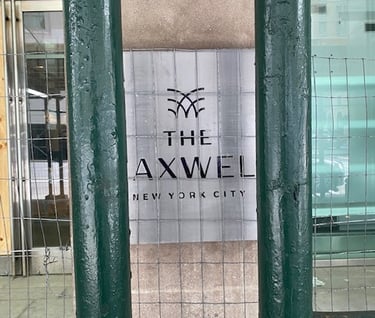 THE
AXWEL
NEW YORK CITY